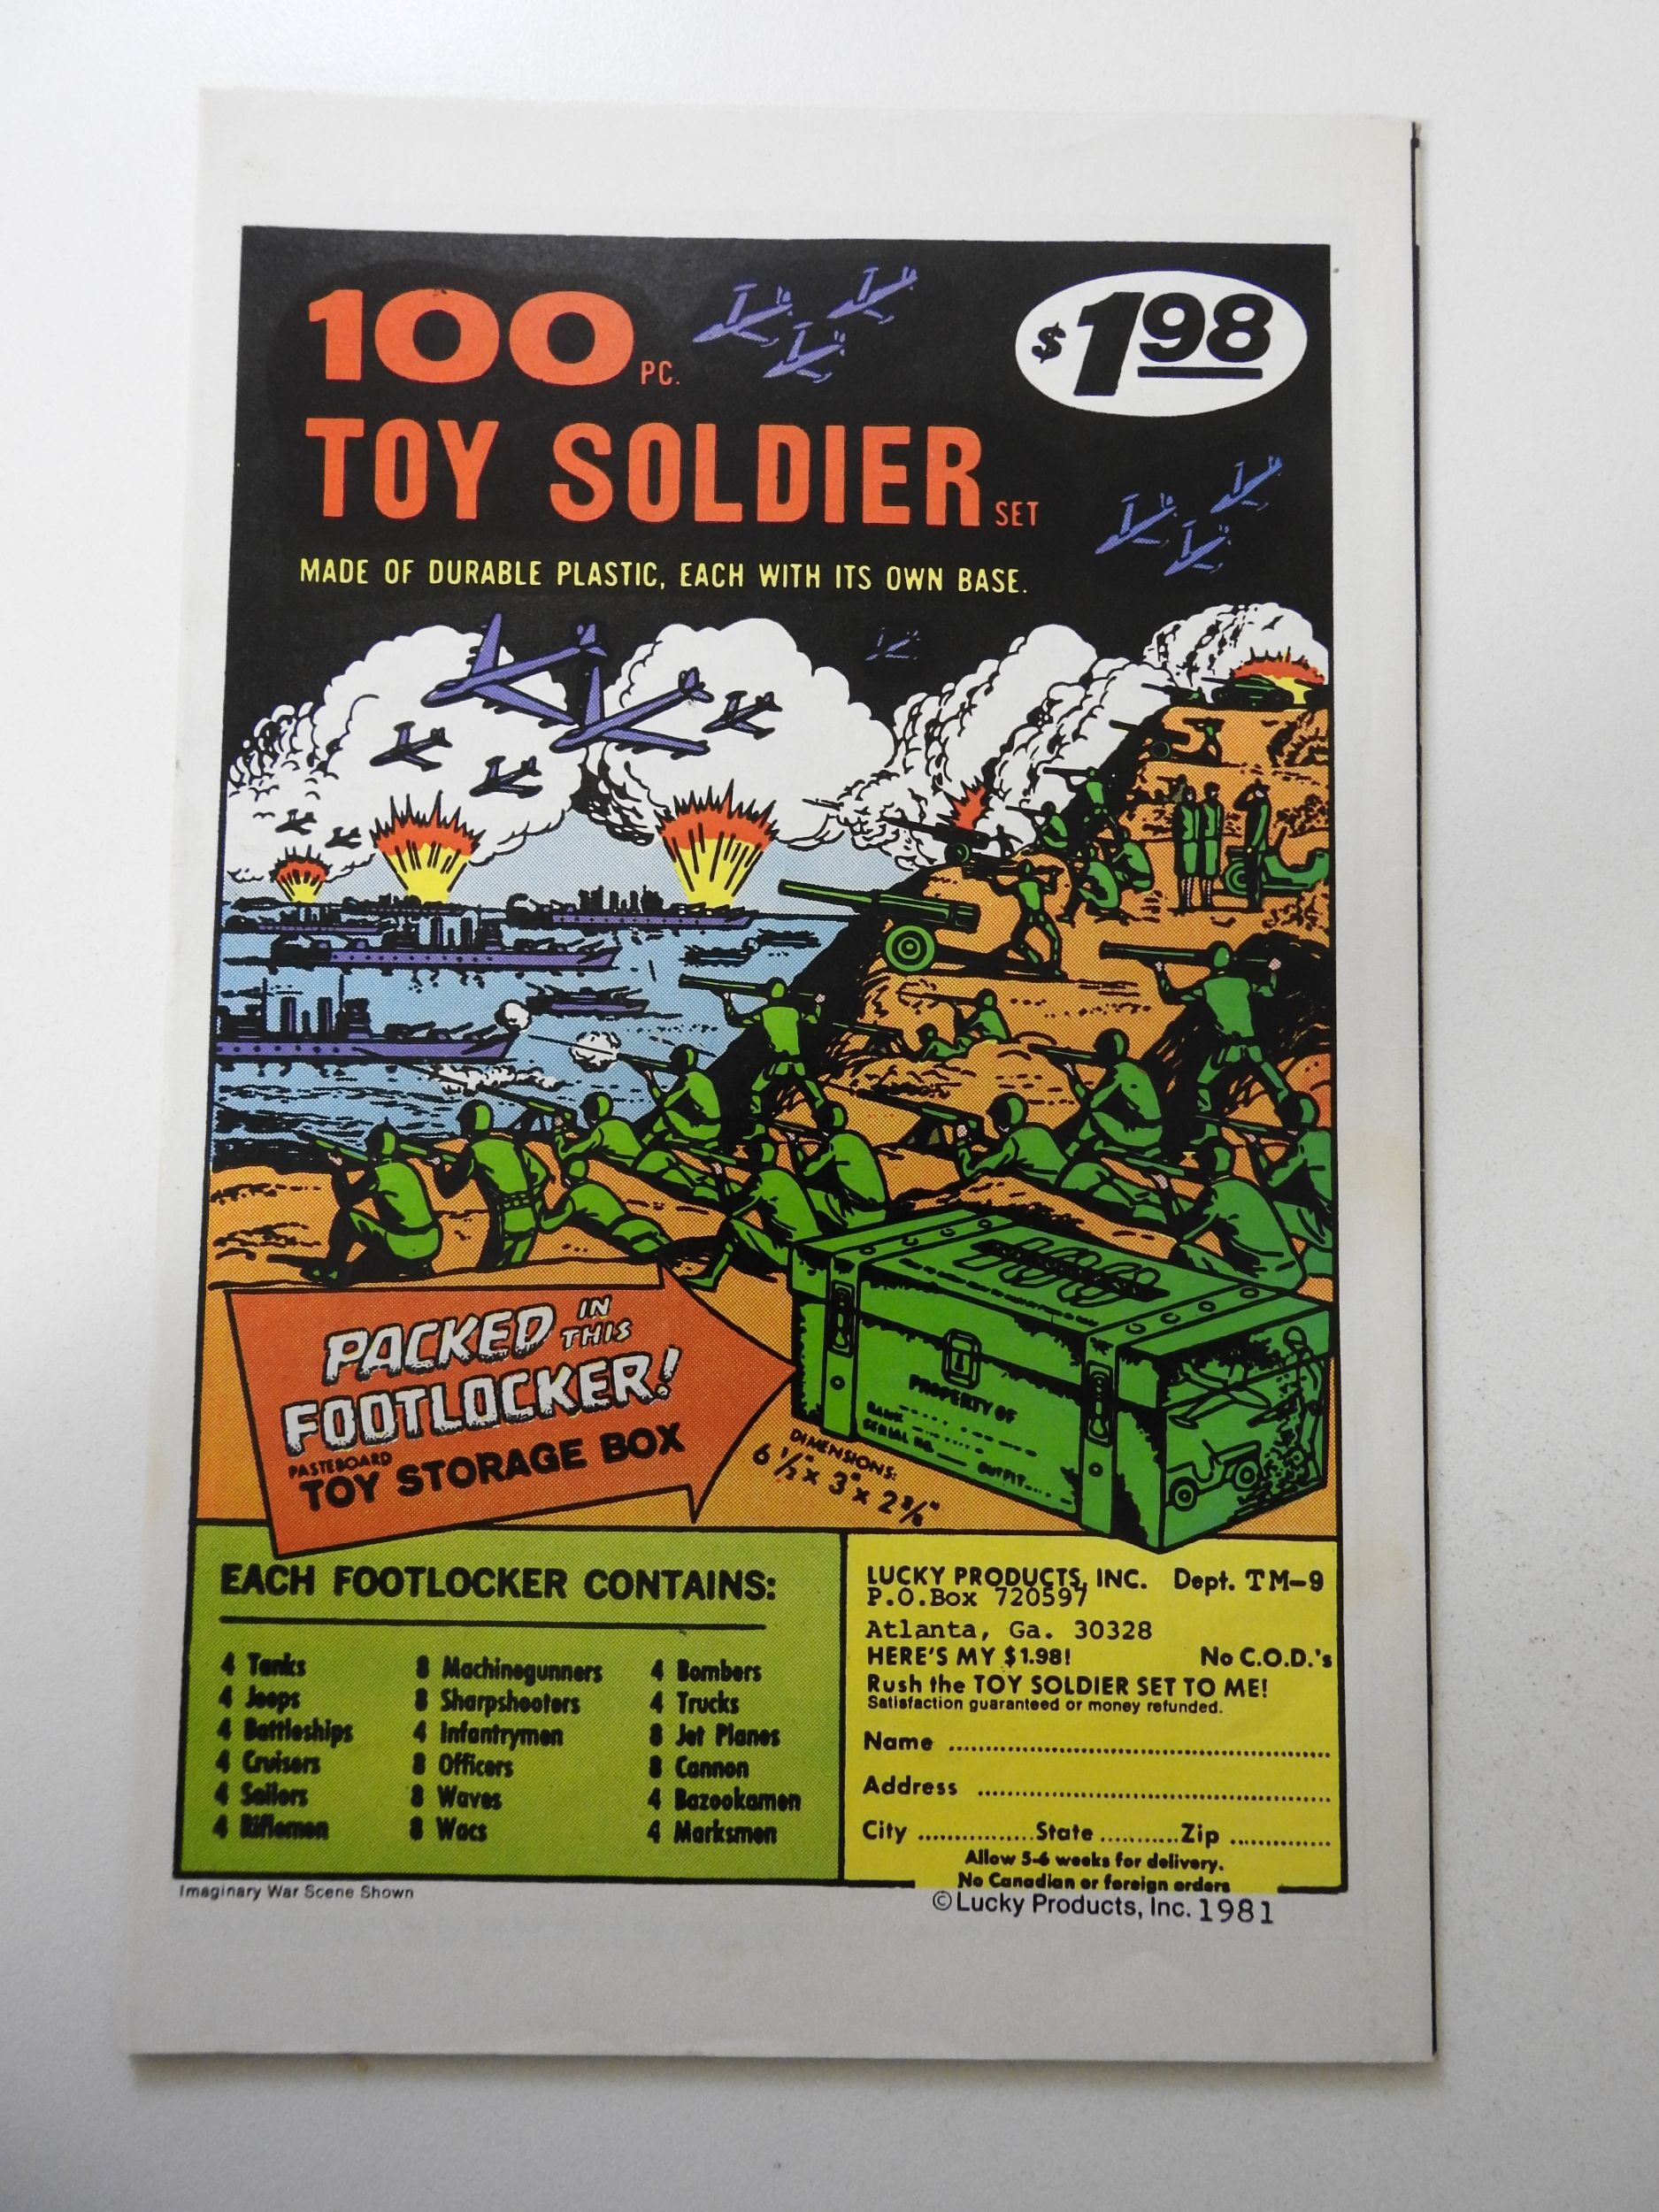 100 PC.
$1.98
TOY SOLDIER SET
MADE OF DURABLE PLASTIC, EACH WITH ITS OWN BASE.
PACKED IN THIS
FOOTLOCKER!
PASTEBOARD
TOY STORAGE BOX
PROPERTY OF
RANK
SERIAL NO.
OUTFIT
DIMENSIONS:
EACH FOOTLOCKER CONTAINS:
4 Tanks
4 Jeeps
4 Battleships
4 Cruisers
4 Sailors
4 Riflemen
8 Machinegunners
8 Sharpshooters
4 Infantrymen
8 Officers
8 Waves
8 Wacs
4 Bombers
4 Trucks
8 Jet Planes
8 Cannon
4 Bazookamen
4 Marksmen
LUCKY PRODUCTS, INC. Dept. TM-9
P.O.Box 720597
Atlanta, Ga. 30328
HERE'S MY $1.98! No C.O.D.'s
Rush the TOY SOLDIER SET TO ME!
Satisfaction guaranteed or money refunded.
Name
Address
City State Zip
Allow 5-6 weeks for delivery.
No Canadian or foreign orders
Imaginary War Scene Shown
©Lucky Products, Inc. 1981